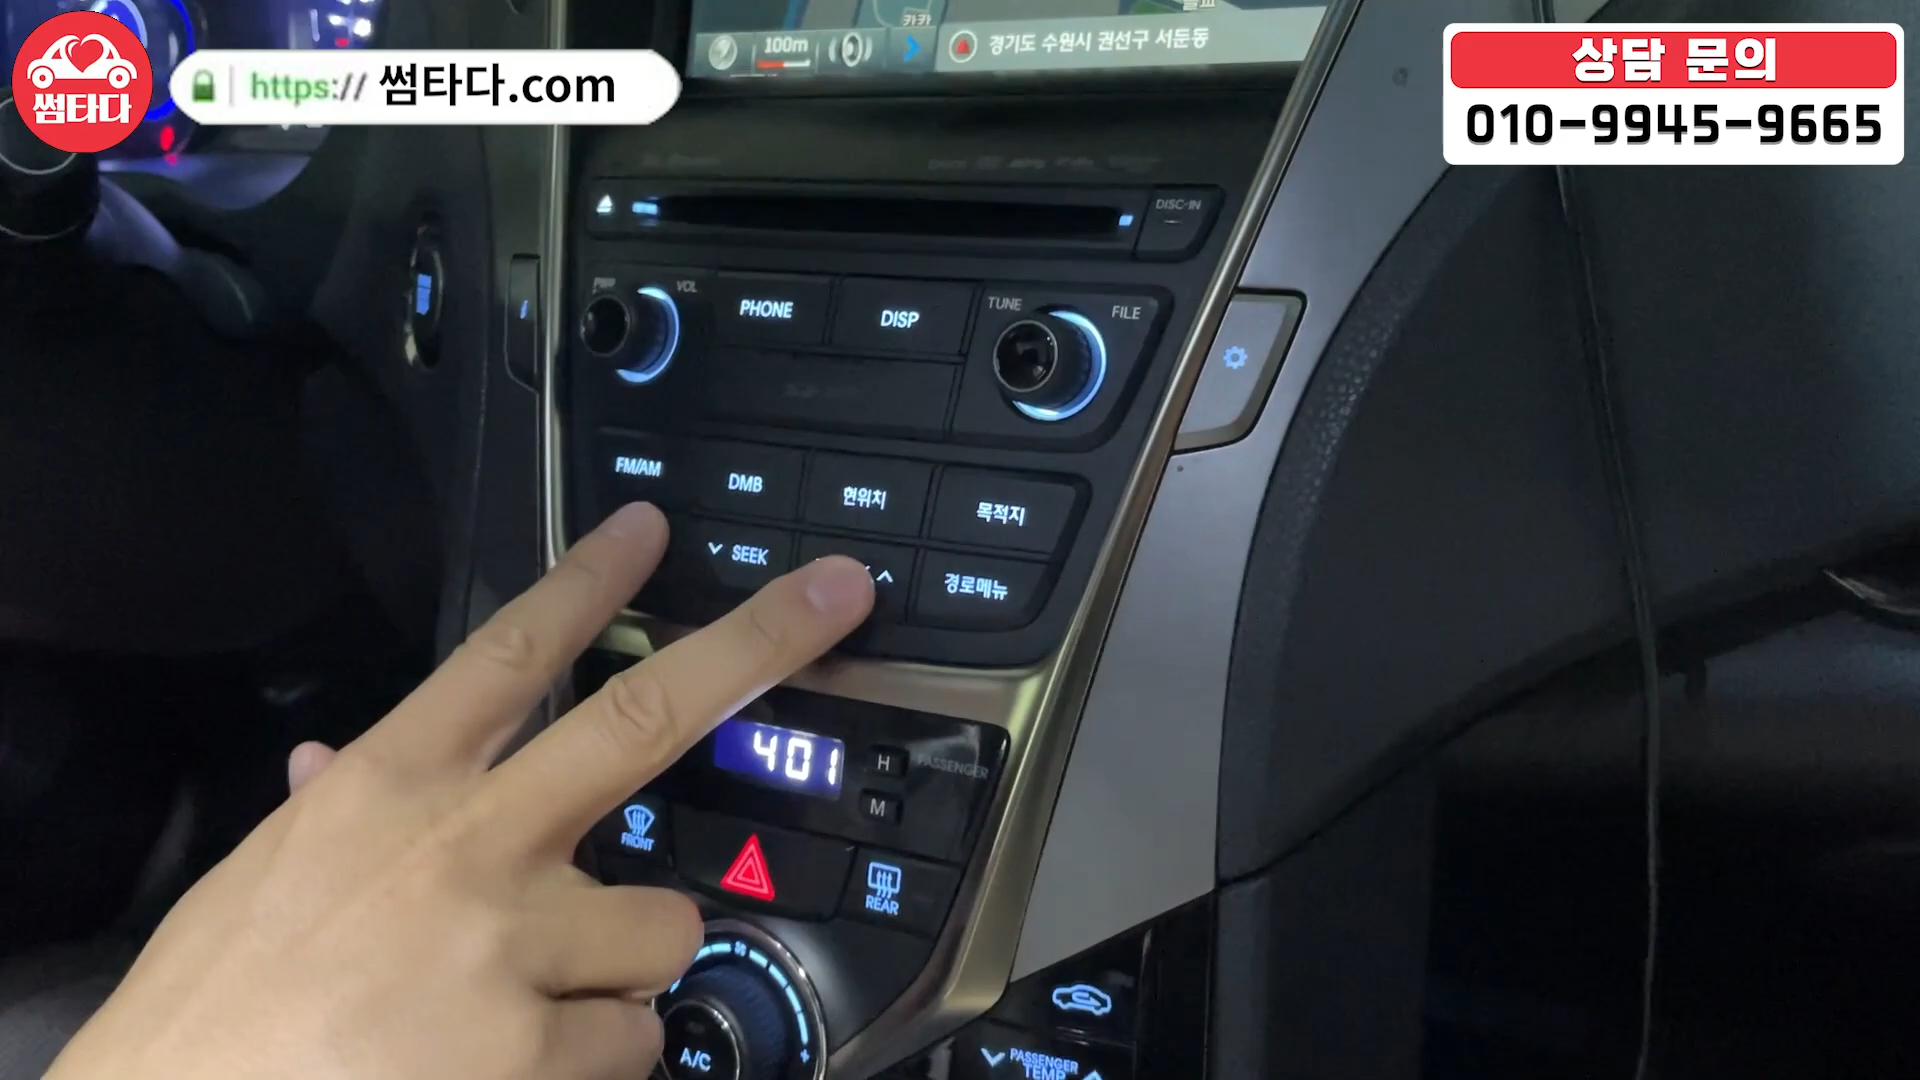 썸타다
https:// 썸타다.com
상담 문의
010-9945-9665
카카
100m
경기도 수원시 권선구 서둔동
DISC-IN
VOL
PHONE
DISP
TUNE
FILE
FM/AM
DMB
현위치
목적지
SEEK
경로메뉴
401
H
PASSENGER
M
FRONT
REAR
A/C
PASSENGER
TEMP